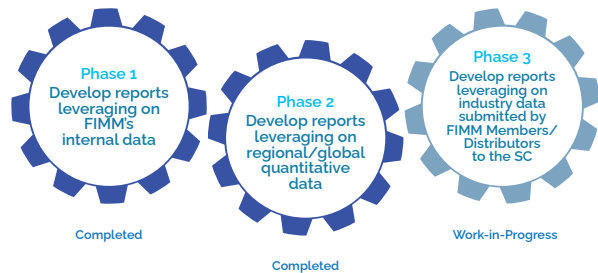 Phase 1
Develop reports
leveraging on
FIMM's
internal data
Completed
Phase 2
Develop reports
leveraging on
regional/global
quantitative
data
Completed
Phase 3
Develop reports
leveraging on
industry data
submitted by
FIMM Members/
Distributors
to the SC
Work-in-Progress